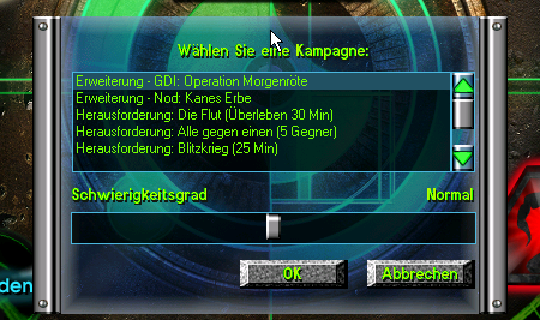 Wählen Sie eine Kampagne:
Erweiterung - GDI: Operation Morgenröte
Erweiterung - Nod: Kanes Erbe
Herausforderung: Die Flut (Überleben 30 Min)
Herausforderung: Alle gegen einen (5 Gegner)
Herausforderung: Blitzkrieg (25 Min)
Schwierigkeitsgrad Normal
OK Abbrechen
den